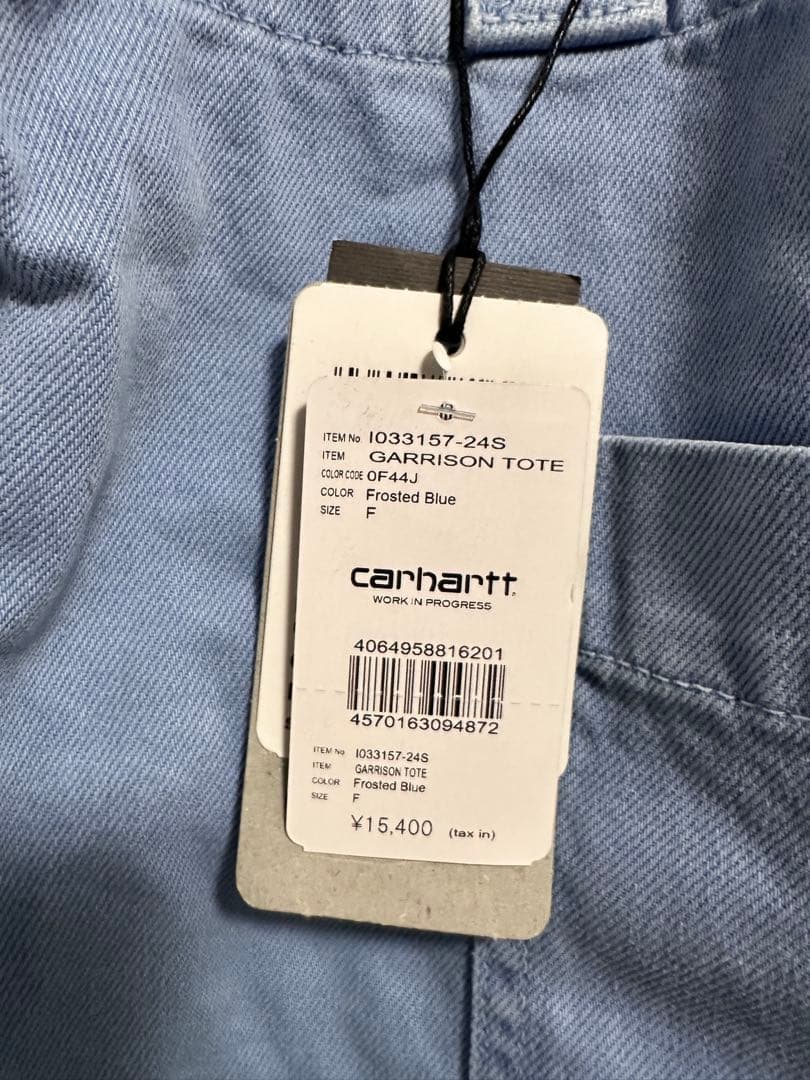 ITEM No. I033157-24S
ITEM GARRISON TOTE
COLOR CODE 0F44J
COLOR Frosted Blue
SIZE F
carhartt.
WORK IN PROGRESS
4064958816201
4570163094872
ITEM No. I033157-24S
ITEM GARRISON TOTE
COLOR Frosted Blue
SIZE F
¥15,400 (tax in)